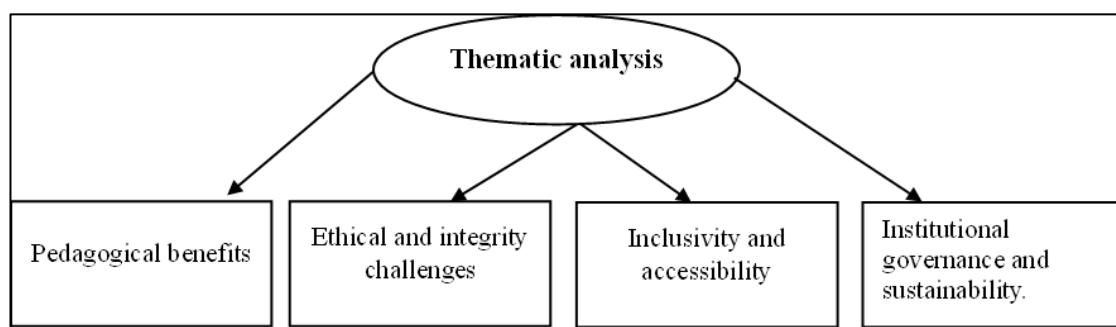 Thematic analysis
Pedagogical benefits
Ethical and integrity
challenges
Inclusivity and
accessibility
Institutional
governance and
sustainability.